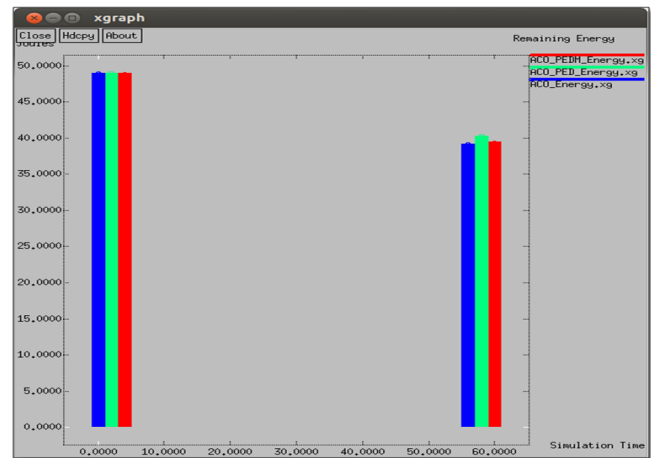 xgraph
Close Hdcpy About
Joules
Remaining Energy
ACO_PEDM_Energy.xg
ACO_PED_Energy.xg
ACO_Energy.xg
50.0000
45.0000
40.0000
35.0000
30.0000
25.0000
20.0000
15.0000
10.0000
5.0000
0.0000
0.0000 10.0000 20.0000 30.0000 40.0000 50.0000 60.0000
Simulation Time